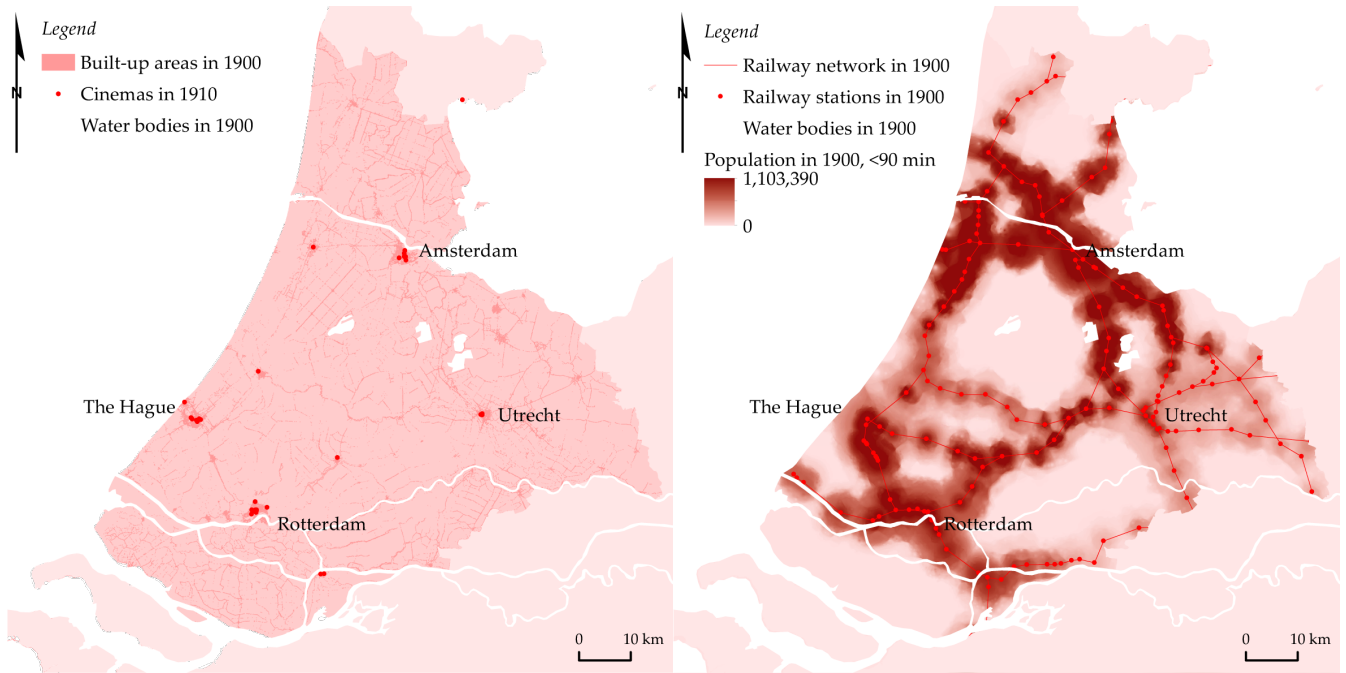 Legend
Built-up areas in 1900
Cinemas in 1910
Water bodies in 1900
N
Amsterdam
The Hague
Utrecht
Rotterdam
0 10 km
Legend
Railway network in 1900
Railway stations in 1900
Water bodies in 1900
Population in 1900, <90 min
1,103,390
0
N
Amsterdam
The Hague
Utrecht
Rotterdam
0 10 km